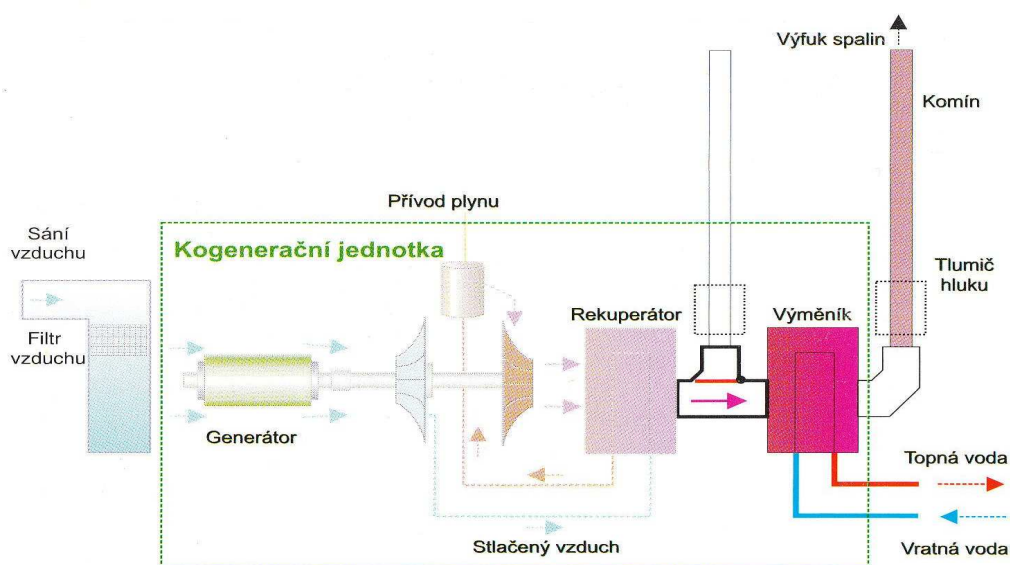 Výfuk spalin
Komín
Přívod plynu
Sání
vzduchu
Kogenerační jednotka
Tlumič
hluku
Filtr
vzduchu
Rekuperátor
Výměník
Generátor
Topná voda
Stlačený vzduch
Vratná voda